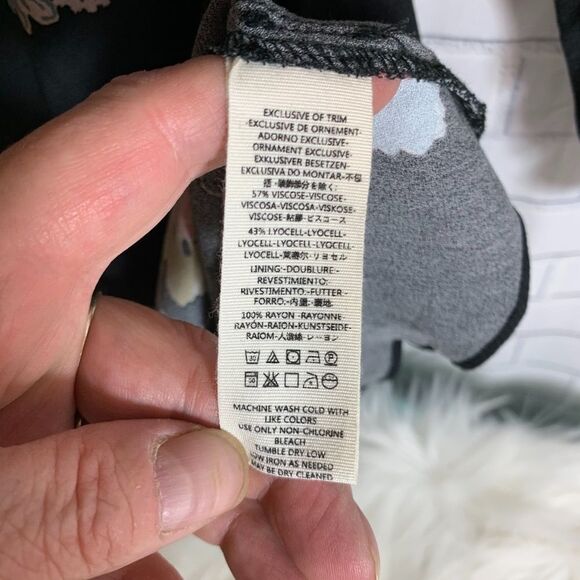 EXCLUSIVE OF TRIM
EXCLUSIVE DE ORNEMENT-
ADORNO EXCLUSIVE-
ORNAMENT EXCLUSIVE-
EXKLUSIVER BESETZEN-
EXCLUSIVA DO MONTAR-不包
括-装飾部分を除く:
57% VISCOSE-VISCOSE-
VISCOSA-VISCOSA-VISKOSE-
VISCOSE-粘膠-ビスコース
43% LYOCELL-LYOCELL-
LYOCELL-LYOCELL-LYOCELL-
LYOCELL-莱赛尔-リヨセル
LINING-DOUBLURE-
REVESTIMIENTO-
RIVESTIMENTO-FUTTER-
FORRO-内里-裏地:
100% RAYON-RAYONNE-
RAYÓN-RAION-KUNSTSEIDE-
RAIOM-人造絲-レーヨン
MACHINE WASH COLD WITH
LIKE COLORS
USE ONLY NON-CHLORINE
BLEACH
TUMBLE DRY LOW
LOW IRON AS NEEDED
MAY BE DRY CLEANED